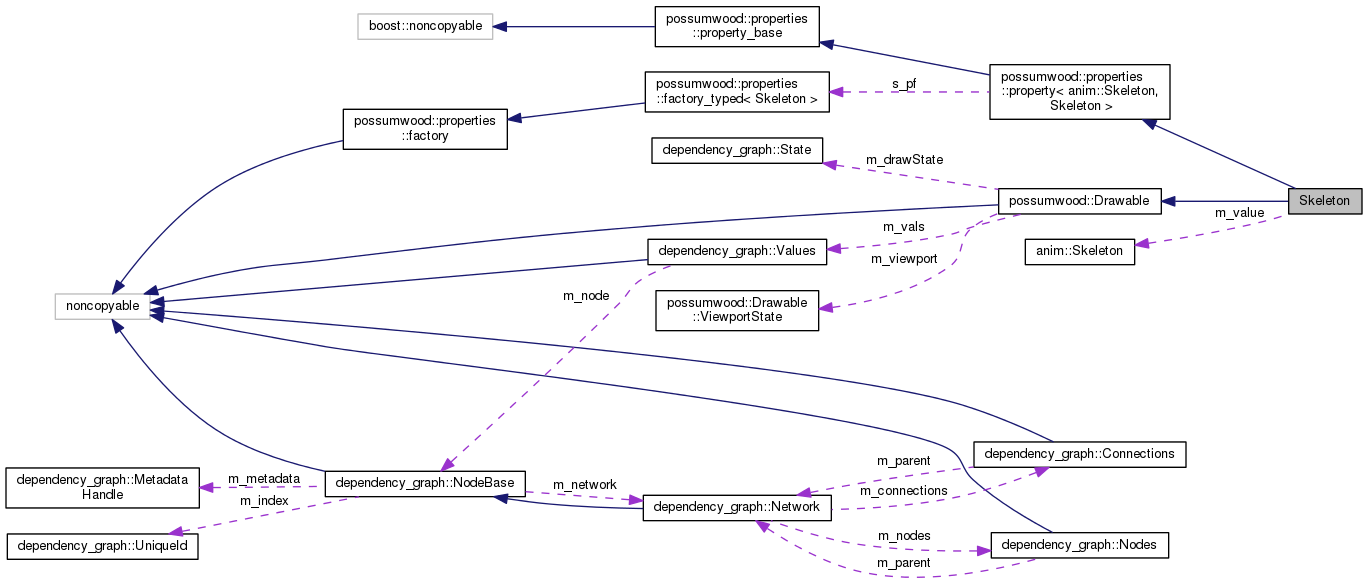 boost::noncopyable
possumwood::properties
::property_base
possumwood::properties
::property< anim::Skeleton,
Skeleton >
possumwood::properties
::factory_typed< Skeleton >
s_pf
possumwood::properties
::factory
dependency_graph::State
m_drawState
possumwood::Drawable
Skeleton
m_value
m_vals
dependency_graph::Values
anim::Skeleton
m_viewport
m_node
noncopyable
possumwood::Drawable
::ViewportState
dependency_graph::Connections
m_parent
dependency_graph::Metadata
Handle
m_metadata
dependency_graph::NodeBase
m_network
m_connections
m_index
dependency_graph::Network
dependency_graph::UniqueId
m_nodes
dependency_graph::Nodes
m_parent